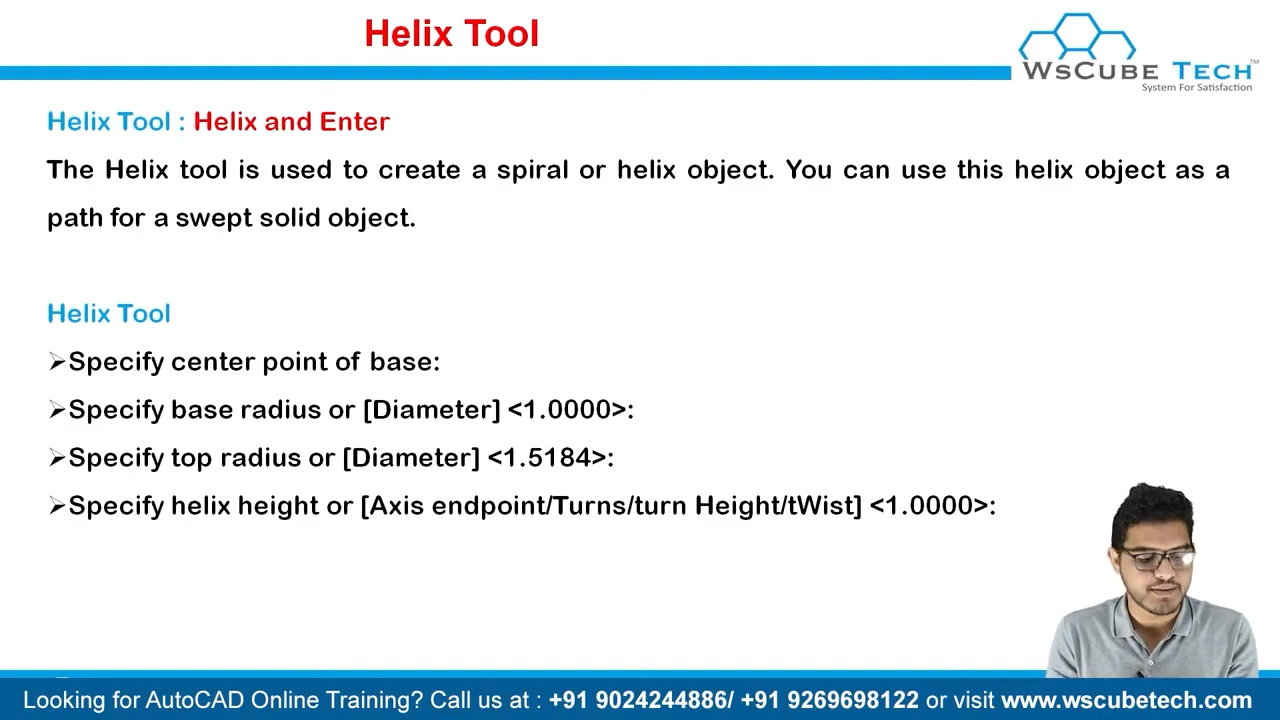 Helix Tool
WsCube Tech™
System For Satisfaction
Helix Tool : Helix and Enter
The Helix tool is used to create a spiral or helix object. You can use this helix object as a
path for a swept solid object.
Helix Tool
➢Specify center point of base:
➢Specify base radius or [Diameter] <1.0000>:
➢Specify top radius or [Diameter] <1.5184>:
➢Specify helix height or [Axis endpoint/Turns/turn Height/tWist] <1.0000>:
Looking for AutoCAD Online Training? Call us at : +91 9024244886/ +91 9269698122 or visit www.wscubetech.com